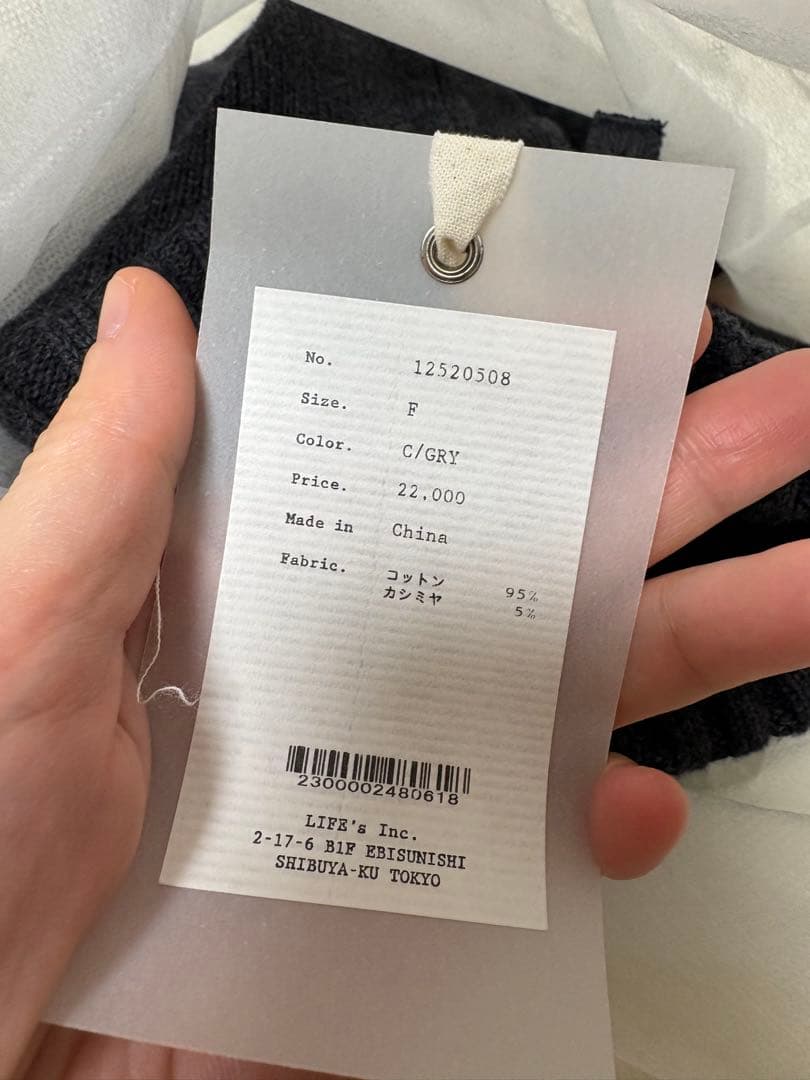 No. 12520508
Size. F
Color. C/GRY
Price. 22,000
Made in China
Fabric. コットン 95%
カシミヤ 5%
2300002480618
LIFE's Inc.
2-17-6 B1F EBISUNISHI
SHIBUYA-KU TOKYO